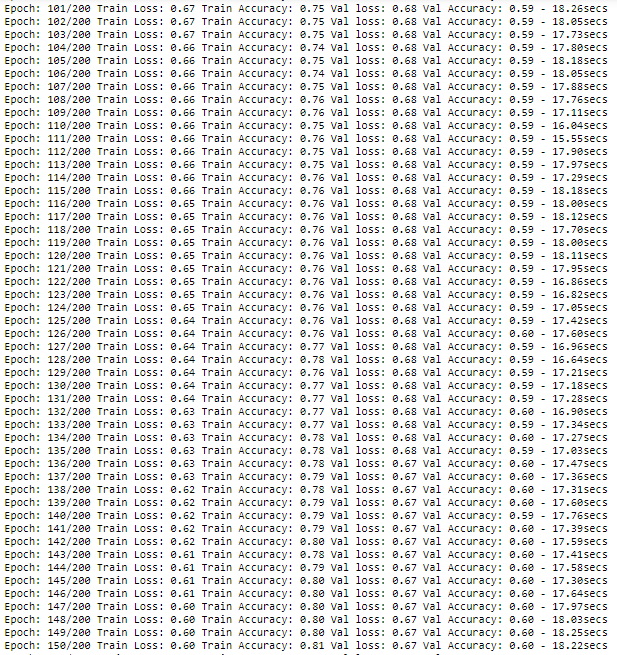 Epoch: 101/200 Train Loss: 0.67 Train Accuracy: 0.75 Val loss: 0.68 Val Accuracy: 0.59 - 18.26secs
Epoch: 102/200 Train Loss: 0.67 Train Accuracy: 0.75 Val loss: 0.68 Val Accuracy: 0.59 - 18.05secs
Epoch: 103/200 Train Loss: 0.67 Train Accuracy: 0.75 Val loss: 0.68 Val Accuracy: 0.59 - 17.73secs
Epoch: 104/200 Train Loss: 0.66 Train Accuracy: 0.74 Val loss: 0.68 Val Accuracy: 0.59 - 17.80secs
Epoch: 105/200 Train Loss: 0.66 Train Accuracy: 0.75 Val loss: 0.68 Val Accuracy: 0.59 - 18.18secs
Epoch: 106/200 Train Loss: 0.66 Train Accuracy: 0.74 Val loss: 0.68 Val Accuracy: 0.59 - 18.05secs
Epoch: 107/200 Train Loss: 0.66 Train Accuracy: 0.75 Val loss: 0.68 Val Accuracy: 0.59 - 17.88secs
Epoch: 108/200 Train Loss: 0.66 Train Accuracy: 0.76 Val loss: 0.68 Val Accuracy: 0.59 - 17.76secs
Epoch: 109/200 Train Loss: 0.66 Train Accuracy: 0.76 Val loss: 0.68 Val Accuracy: 0.59 - 17.11secs
Epoch: 110/200 Train Loss: 0.66 Train Accuracy: 0.75 Val loss: 0.68 Val Accuracy: 0.59 - 16.04secs
Epoch: 111/200 Train Loss: 0.66 Train Accuracy: 0.76 Val loss: 0.68 Val Accuracy: 0.59 - 15.55secs
Epoch: 112/200 Train Loss: 0.66 Train Accuracy: 0.75 Val loss: 0.68 Val Accuracy: 0.59 - 17.90secs
Epoch: 113/200 Train Loss: 0.66 Train Accuracy: 0.75 Val loss: 0.68 Val Accuracy: 0.59 - 17.97secs
Epoch: 114/200 Train Loss: 0.66 Train Accuracy: 0.76 Val loss: 0.68 Val Accuracy: 0.59 - 17.29secs
Epoch: 115/200 Train Loss: 0.66 Train Accuracy: 0.76 Val loss: 0.68 Val Accuracy: 0.59 - 18.18secs
Epoch: 116/200 Train Loss: 0.65 Train Accuracy: 0.76 Val loss: 0.68 Val Accuracy: 0.59 - 18.00secs
Epoch: 117/200 Train Loss: 0.65 Train Accuracy: 0.75 Val loss: 0.68 Val Accuracy: 0.59 - 18.12secs
Epoch: 118/200 Train Loss: 0.65 Train Accuracy: 0.76 Val loss: 0.68 Val Accuracy: 0.59 - 17.70secs
Epoch: 119/200 Train Loss: 0.65 Train Accuracy: 0.76 Val loss: 0.68 Val Accuracy: 0.59 - 18.00secs
Epoch: 120/200 Train Loss: 0.65 Train Accuracy: 0.76 Val loss: 0.68 Val Accuracy: 0.59 - 18.11secs
Epoch: 121/200 Train Loss: 0.65 Train Accuracy: 0.76 Val loss: 0.68 Val Accuracy: 0.59 - 17.95secs
Epoch: 122/200 Train Loss: 0.65 Train Accuracy: 0.76 Val loss: 0.68 Val Accuracy: 0.59 - 16.86secs
Epoch: 123/200 Train Loss: 0.65 Train Accuracy: 0.76 Val loss: 0.68 Val Accuracy: 0.59 - 16.82secs
Epoch: 124/200 Train Loss: 0.65 Train Accuracy: 0.76 Val loss: 0.68 Val Accuracy: 0.59 - 17.05secs
Epoch: 125/200 Train Loss: 0.64 Train Accuracy: 0.76 Val loss: 0.68 Val Accuracy: 0.59 - 17.42secs
Epoch: 126/200 Train Loss: 0.64 Train Accuracy: 0.76 Val loss: 0.68 Val Accuracy: 0.60 - 17.60secs
Epoch: 127/200 Train Loss: 0.64 Train Accuracy: 0.77 Val loss: 0.68 Val Accuracy: 0.59 - 16.96secs
Epoch: 128/200 Train Loss: 0.64 Train Accuracy: 0.78 Val loss: 0.68 Val Accuracy: 0.59 - 16.64secs
Epoch: 129/200 Train Loss: 0.64 Train Accuracy: 0.76 Val loss: 0.68 Val Accuracy: 0.59 - 17.21secs
Epoch: 130/200 Train Loss: 0.64 Train Accuracy: 0.77 Val loss: 0.68 Val Accuracy: 0.59 - 17.18secs
Epoch: 131/200 Train Loss: 0.64 Train Accuracy: 0.77 Val loss: 0.68 Val Accuracy: 0.59 - 17.28secs
Epoch: 132/200 Train Loss: 0.63 Train Accuracy: 0.77 Val loss: 0.68 Val Accuracy: 0.60 - 16.90secs
Epoch: 133/200 Train Loss: 0.63 Train Accuracy: 0.77 Val loss: 0.68 Val Accuracy: 0.59 - 17.34secs
Epoch: 134/200 Train Loss: 0.63 Train Accuracy: 0.78 Val loss: 0.68 Val Accuracy: 0.60 - 17.27secs
Epoch: 135/200 Train Loss: 0.63 Train Accuracy: 0.78 Val loss: 0.68 Val Accuracy: 0.59 - 17.03secs
Epoch: 136/200 Train Loss: 0.63 Train Accuracy: 0.78 Val loss: 0.67 Val Accuracy: 0.60 - 17.47secs
Epoch: 137/200 Train Loss: 0.63 Train Accuracy: 0.79 Val loss: 0.67 Val Accuracy: 0.60 - 17.36secs
Epoch: 138/200 Train Loss: 0.62 Train Accuracy: 0.78 Val loss: 0.67 Val Accuracy: 0.60 - 17.31secs
Epoch: 139/200 Train Loss: 0.62 Train Accuracy: 0.79 Val loss: 0.67 Val Accuracy: 0.60 - 17.60secs
Epoch: 140/200 Train Loss: 0.62 Train Accuracy: 0.79 Val loss: 0.67 Val Accuracy: 0.59 - 17.76secs
Epoch: 141/200 Train Loss: 0.62 Train Accuracy: 0.79 Val loss: 0.67 Val Accuracy: 0.60 - 17.39secs
Epoch: 142/200 Train Loss: 0.62 Train Accuracy: 0.80 Val loss: 0.67 Val Accuracy: 0.60 - 17.59secs
Epoch: 143/200 Train Loss: 0.61 Train Accuracy: 0.78 Val loss: 0.67 Val Accuracy: 0.60 - 17.41secs
Epoch: 144/200 Train Loss: 0.61 Train Accuracy: 0.79 Val loss: 0.67 Val Accuracy: 0.60 - 17.58secs
Epoch: 145/200 Train Loss: 0.61 Train Accuracy: 0.80 Val loss: 0.67 Val Accuracy: 0.60 - 17.30secs
Epoch: 146/200 Train Loss: 0.61 Train Accuracy: 0.80 Val loss: 0.67 Val Accuracy: 0.60 - 17.64secs
Epoch: 147/200 Train Loss: 0.60 Train Accuracy: 0.80 Val loss: 0.67 Val Accuracy: 0.60 - 17.97secs
Epoch: 148/200 Train Loss: 0.60 Train Accuracy: 0.80 Val loss: 0.67 Val Accuracy: 0.60 - 18.03secs
Epoch: 149/200 Train Loss: 0.60 Train Accuracy: 0.80 Val loss: 0.67 Val Accuracy: 0.60 - 18.25secs
Epoch: 150/200 Train Loss: 0.60 Train Accuracy: 0.81 Val loss: 0.67 Val Accuracy: 0.60 - 18.22secs